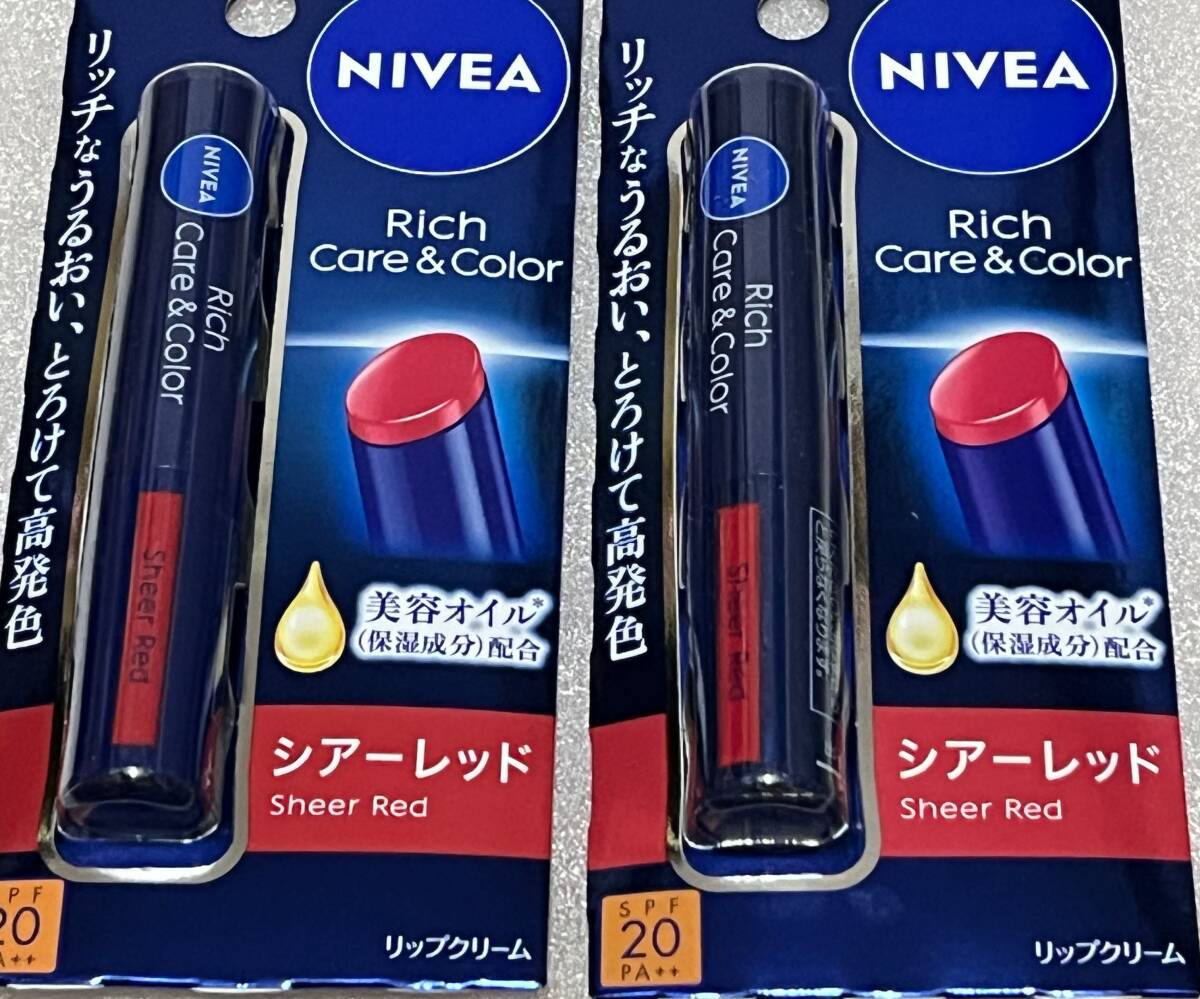 リッチなうるおい、とろけて高発色
NIVEA
NIVEA
Rich
Care & Color
Sheer Red
Rich
Care & Color
美容オイル*
(保湿成分)配合
シアーレッド
Sheer Red
20
リップクリーム
リッチなうるおい、とろけて高発色
NIVEA
NIVEA
Rich
Care & Color
Sheer Red
Rich
Care & Color
美容オイル*
(保湿成分)配合
シアーレッド
Sheer Red
SPF
20
PA++
リップクリーム